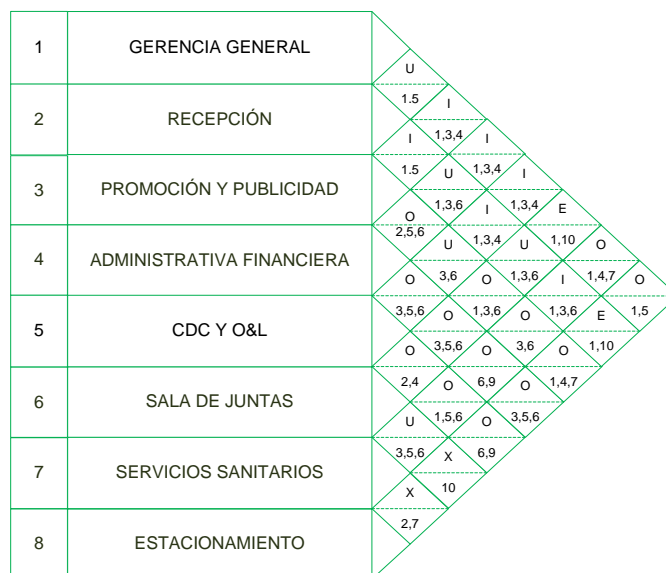 1 GERENCIA GENERAL
U
1.5 I
2 RECEPCIÓN
I 1,3,4 I
1.5 U 1,3,4 I
3 PROMOCIÓN Y PUBLICIDAD
O 1,3,6 I 1,3,4 E
2,5,6 U 1,3,4 U 1,10 O
4 ADMINISTRATIVA FINANCIERA
O 3,6 O 1,3,6 I 1,4,7 O
3,5,6 O 1,3,6 O 1,3,6 E 1,5
5 CDC Y O&L
O 3,5,6 O 3,6 O 1,10
2,4 O 6,9 O 1,4,7
6 SALA DE JUNTAS
U 1,5,6 O 3,5,6
3,5,6 X 6,9
7 SERVICIOS SANITARIOS
X 10
2,7
8 ESTACIONAMIENTO